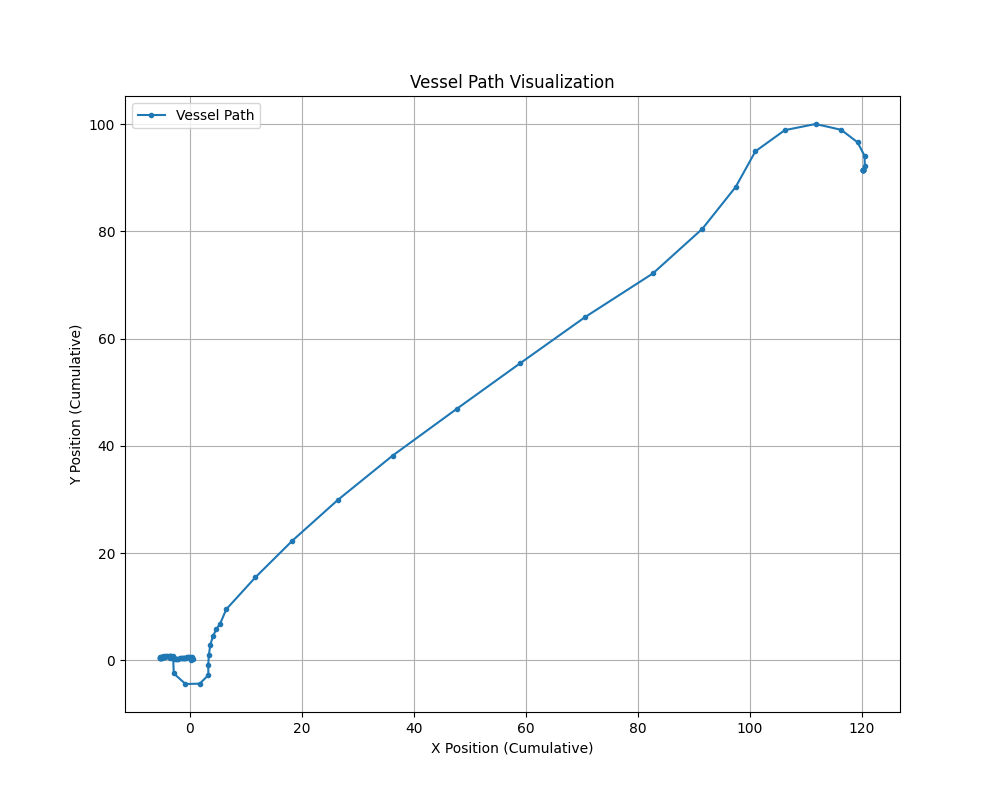 Vessel Path Visualization
Vessel Path
100
80
60
40
20
0
Y Position (Cumulative)
0 20 40 60 80 100 120
X Position (Cumulative)